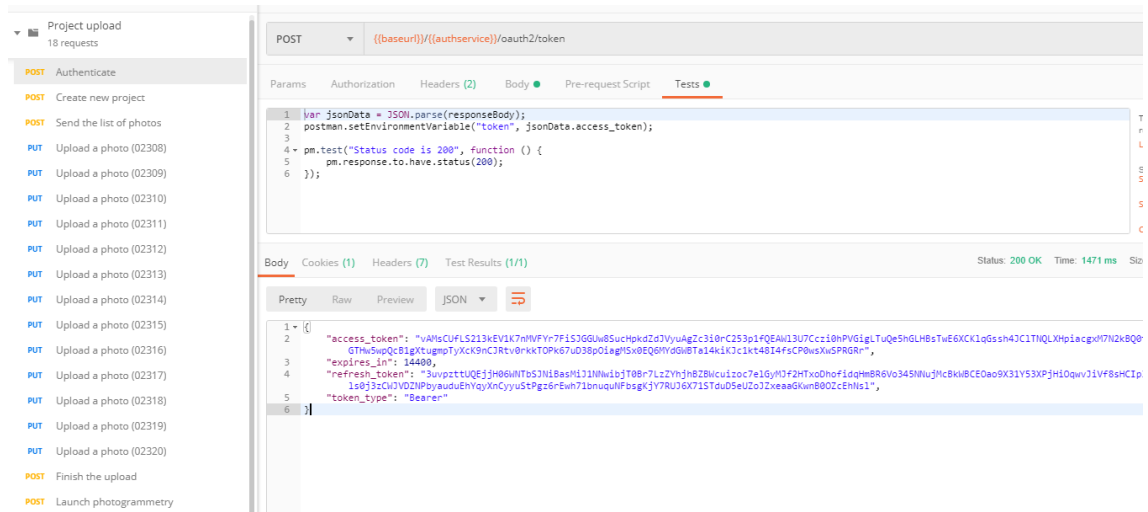 Project upload
18 requests
POST Authenticate
POST Create new project
POST Send the list of photos
PUT Upload a photo (02308)
PUT Upload a photo (02309)
PUT Upload a photo (02310)
PUT Upload a photo (02311)
PUT Upload a photo (02312)
PUT Upload a photo (02313)
PUT Upload a photo (02314)
PUT Upload a photo (02315)
PUT Upload a photo (02316)
PUT Upload a photo (02317)
PUT Upload a photo (02318)
PUT Upload a photo (02319)
PUT Upload a photo (02320)
POST Finish the upload
POST Launch photogrammetry
POST {{baseurl}}/{{authservice}}/oauth2/token
Params Authorization Headers (2) Body Pre-request Script Tests
1 var jsonData = JSON.parse(responseBody);
2 postman.setEnvironmentVariable("token", jsonData.access_token);
3
4 pm.test("Status code is 200", function () {
5 pm.response.to.have.status(200);
6 });
Body Cookies (1) Headers (7) Test Results (1/1) Status: 200 OK Time: 1471 ms
Pretty Raw Preview JSON
1 {
2 "access_token":
3 "expires_in": 14400,
4 "refresh_token":
5 "token_type": "Bearer"
6 }